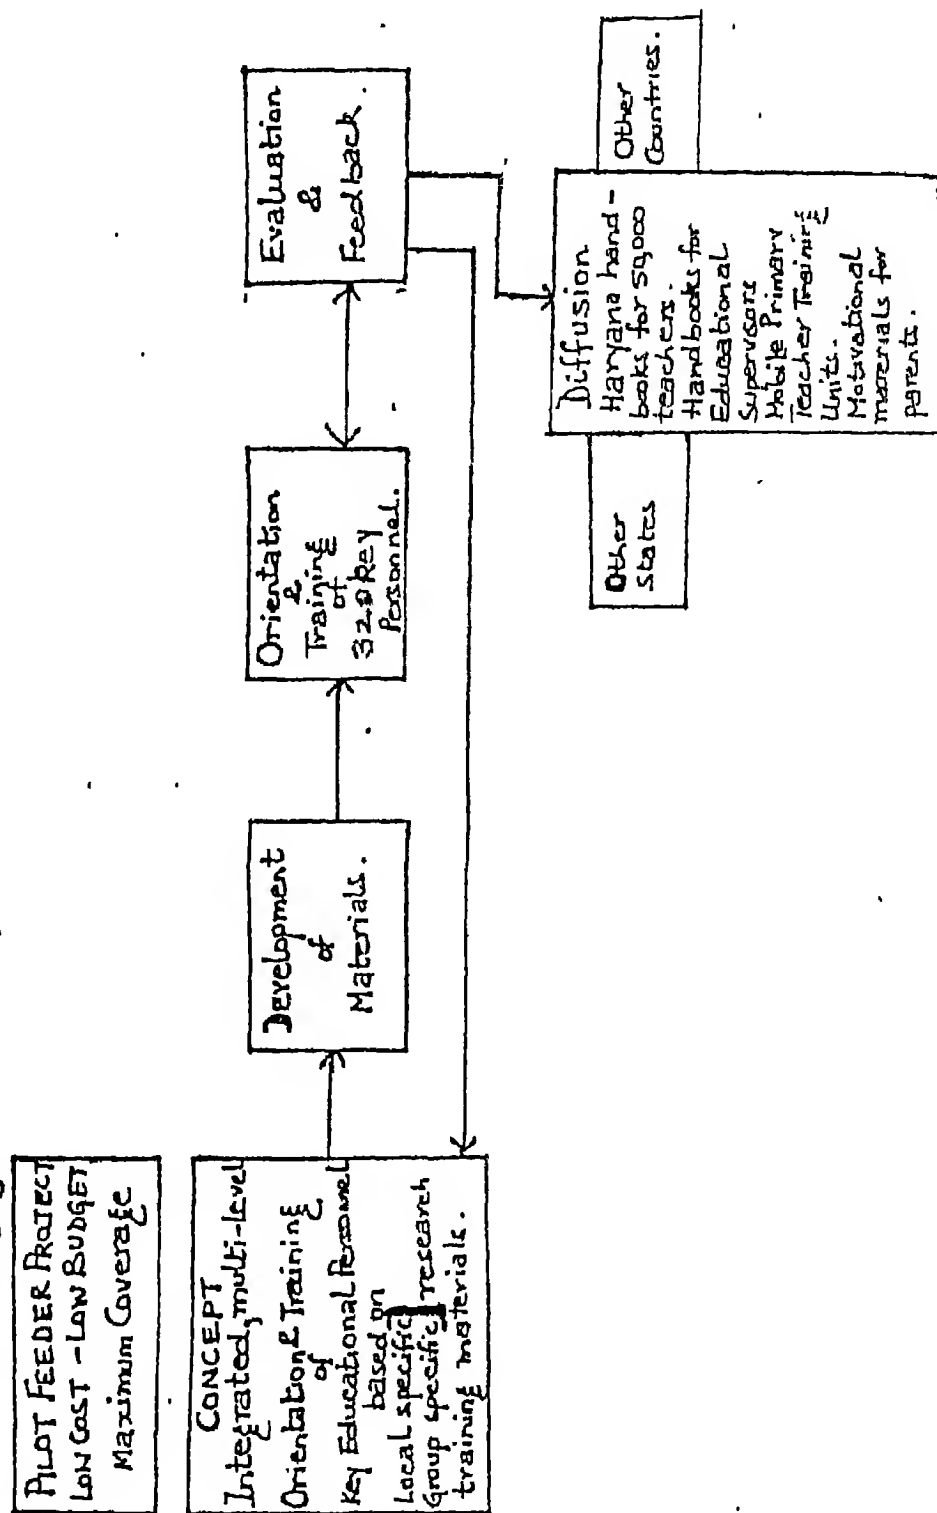 PILOT FEEDER PROJECT
LOW COST - LOW BUDGET
Maximum Coverage
CONCEPT
Integrated, multi-level
Orientation & Training
of
Key Educational Personnel
based on
Local specific research
Group specific
training materials.
Development
of
Materials.
Orientation
&
Training
of
320 Key
Personnel.
Evaluation
&
Feedback.
Other
States
Diffusion
Haryana hand-
books for 50,000
teachers.
Handbooks for
Educational
Supervisors
Mobile Primary
Teacher Training
Units.
Motivational
materials for
parents.
Other
Countries.